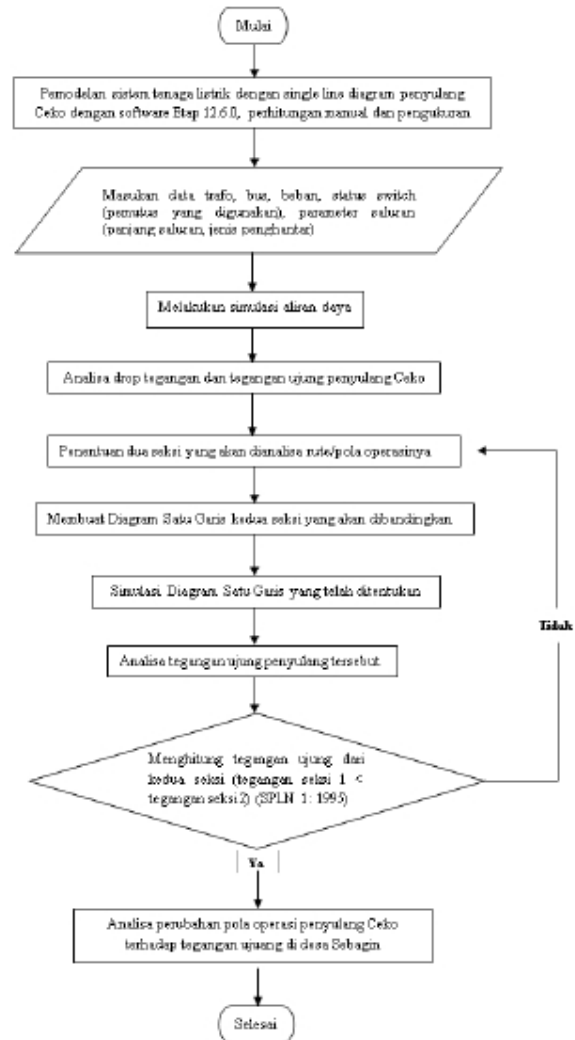 Mulai
Pemodelan sistem tenaga listrik dengan single line diagram penyulang
Ceko dengan software Etap 12.6.0, perhitungan manual dan pengukuran
Masukan data trafo, bus, beban, status switch
(pemutus yang digunakan), parameter saluran
(panjang saluran, jenis penghantar)
Melakukan simulasi aliran daya
Analisa drop tegangan dan tegangan ujung penyulang Ceko
Penentuan dua seksi yang akan dianalisa rute/pola operasinya
Membuat Diagram Satu Garis kedua seksi yang akan dibandingkan
Simulasi Diagram Satu Garis yang telah ditentukan
Tidak
Analisa tegangan ujung penyulang tersebut
Menghitung tegangan ujung dari
kedua seksi (tegangan seksi 1 <
tegangan seksi 2) (SPLN 1: 1995)
Ya
Analisa perubahan pola operasi penyulang Ceko
terhadap tegangan ujuang di desa Sebagin
Selesai